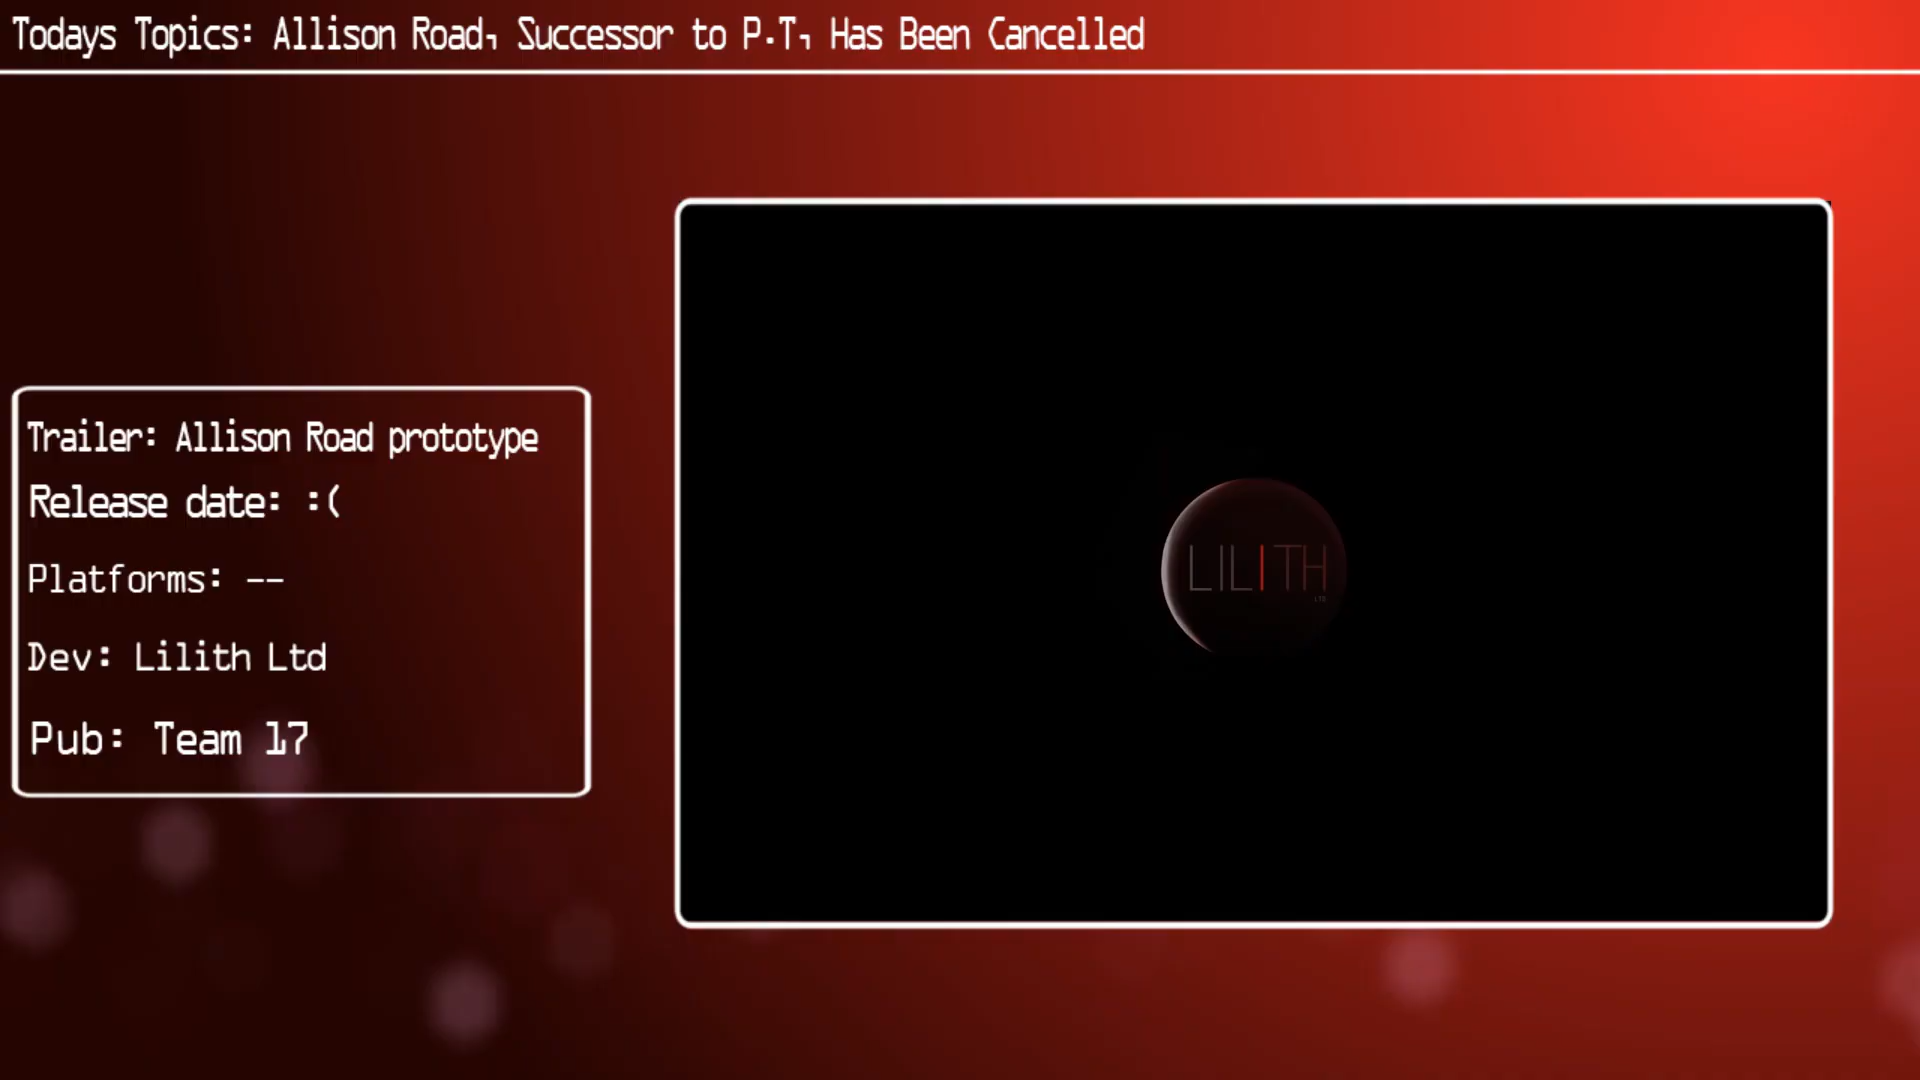 Todays Topics: Allison Road, Successor to P.T, Has Been Cancelled
Trailer: Allison Road prototype
Release date: :(
Platforms: --
Dev: Lilith Ltd
Pub: Team 17
LILITH
LTD